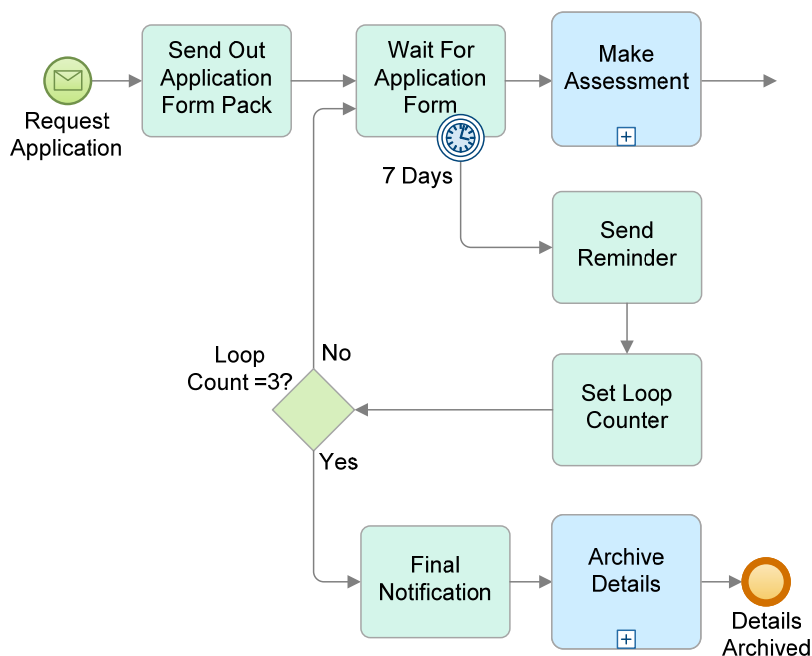 Send Out
Application
Form Pack
Wait For
Application
Form
Make
Assessment
Request
Application
7 Days
Send
Reminder
Loop
Count =3?
No
Set Loop
Counter
Yes
Final
Notification
Archive
Details
Details
Archived